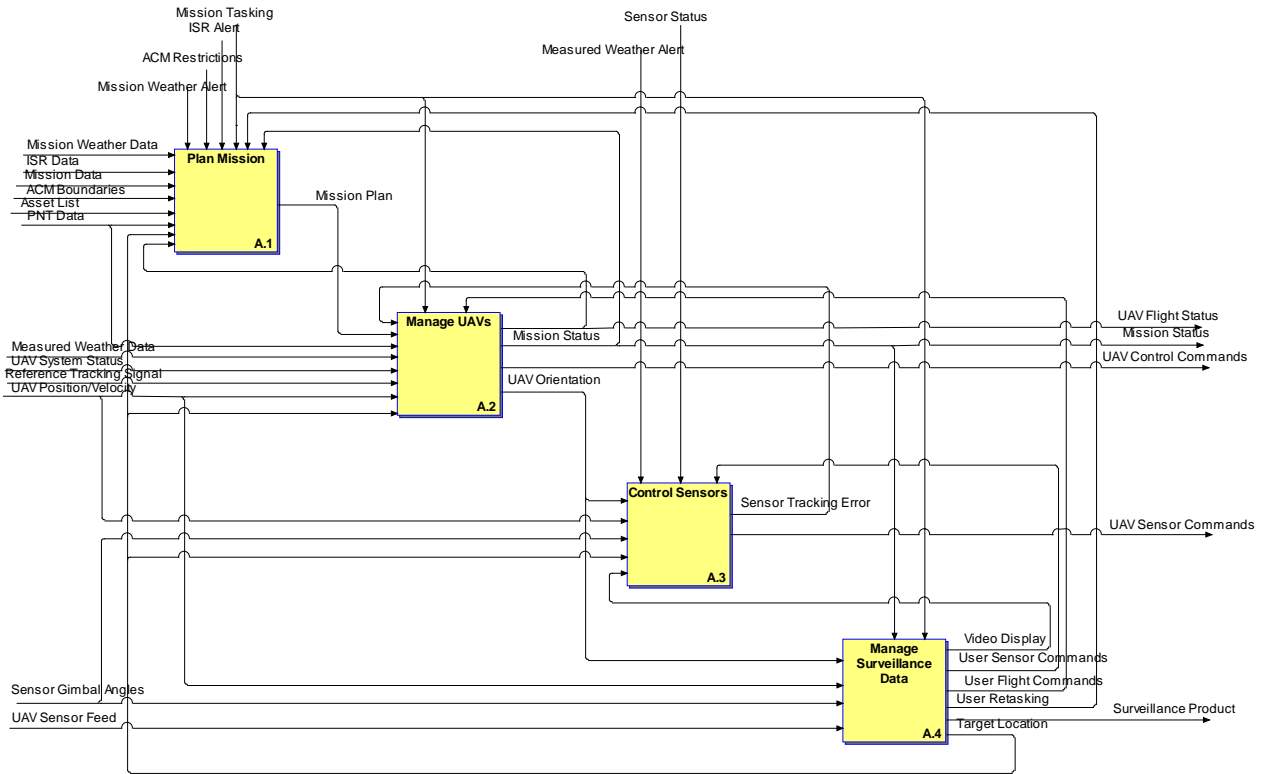 Mission Tasking
ISR Alert
Sensor Status
Measured Weather Alert
ACM Restrictions
Mission Weather Alert
Mission Weather Data
ISR Data
Mission Data
ACM Boundaries
Asset List
PNT Data
Plan Mission
A.1
Mission Plan
Manage UAVs
A.2
Mission Status
UAV Orientation
UAV Flight Status
Mission Status
UAV Control Commands
Measured Weather Data
UAV System Status
Reference Tracking Signal
UAV Position/Velocity
Control Sensors
A.3
Sensor Tracking Error
UAV Sensor Commands
Manage
Surveillance
Data
A.4
Video Display
User Sensor Commands
User Flight Commands
User Retasking
Target Location
Surveillance Product
Sensor Gimbal Angles
UAV Sensor Feed